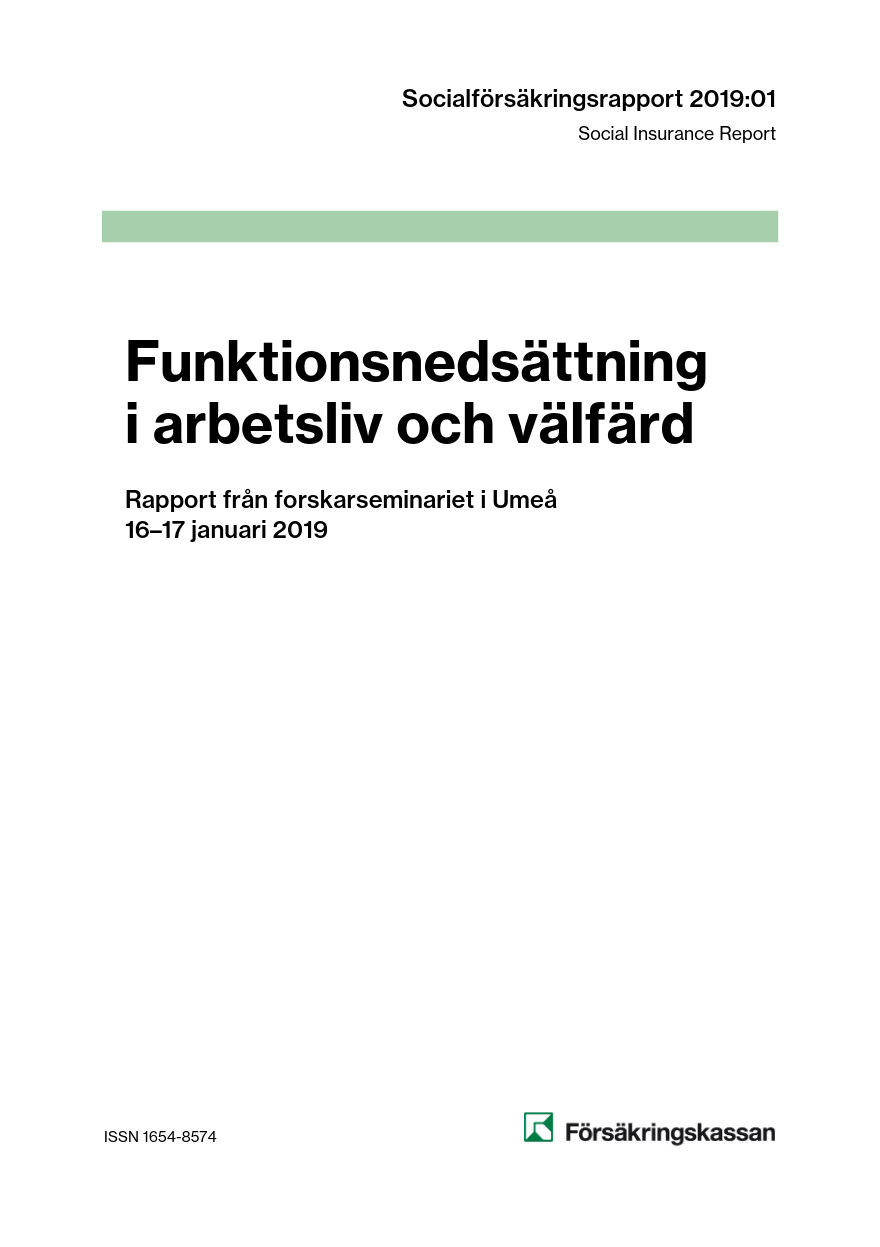 Socialförsäkringsrapport 2019:01
Social Insurance Report
Funktionsnedsättning
i arbetsliv och välfärd
Rapport från forskarseminariet i Umeå
16–17 januari 2019
ISSN 1654-8574
Försäkringskassan